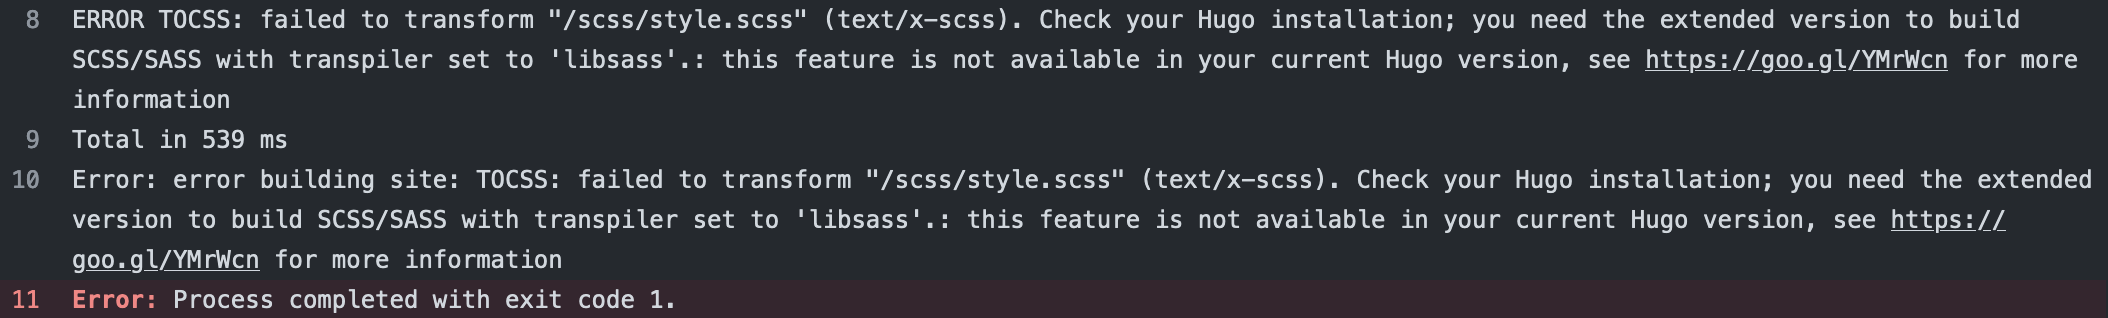 8 ERROR TOCSS: failed to transform "/scss/style.scss" (text/x-scss). Check your Hugo installation; you need the extended version to build
SCSS/SASS with transpiler set to 'libsass'.: this feature is not available in your current Hugo version, see https://goo.gl/YMrWcn for more
information
9 Total in 539 ms
10 Error: error building site: TOCSS: failed to transform "/scss/style.scss" (text/x-scss). Check your Hugo installation; you need the extended
version to build SCSS/SASS with transpiler set to 'libsass'.: this feature is not available in your current Hugo version, see https://
goo.gl/YMrWcn for more information
11 Error: Process completed with exit code 1.